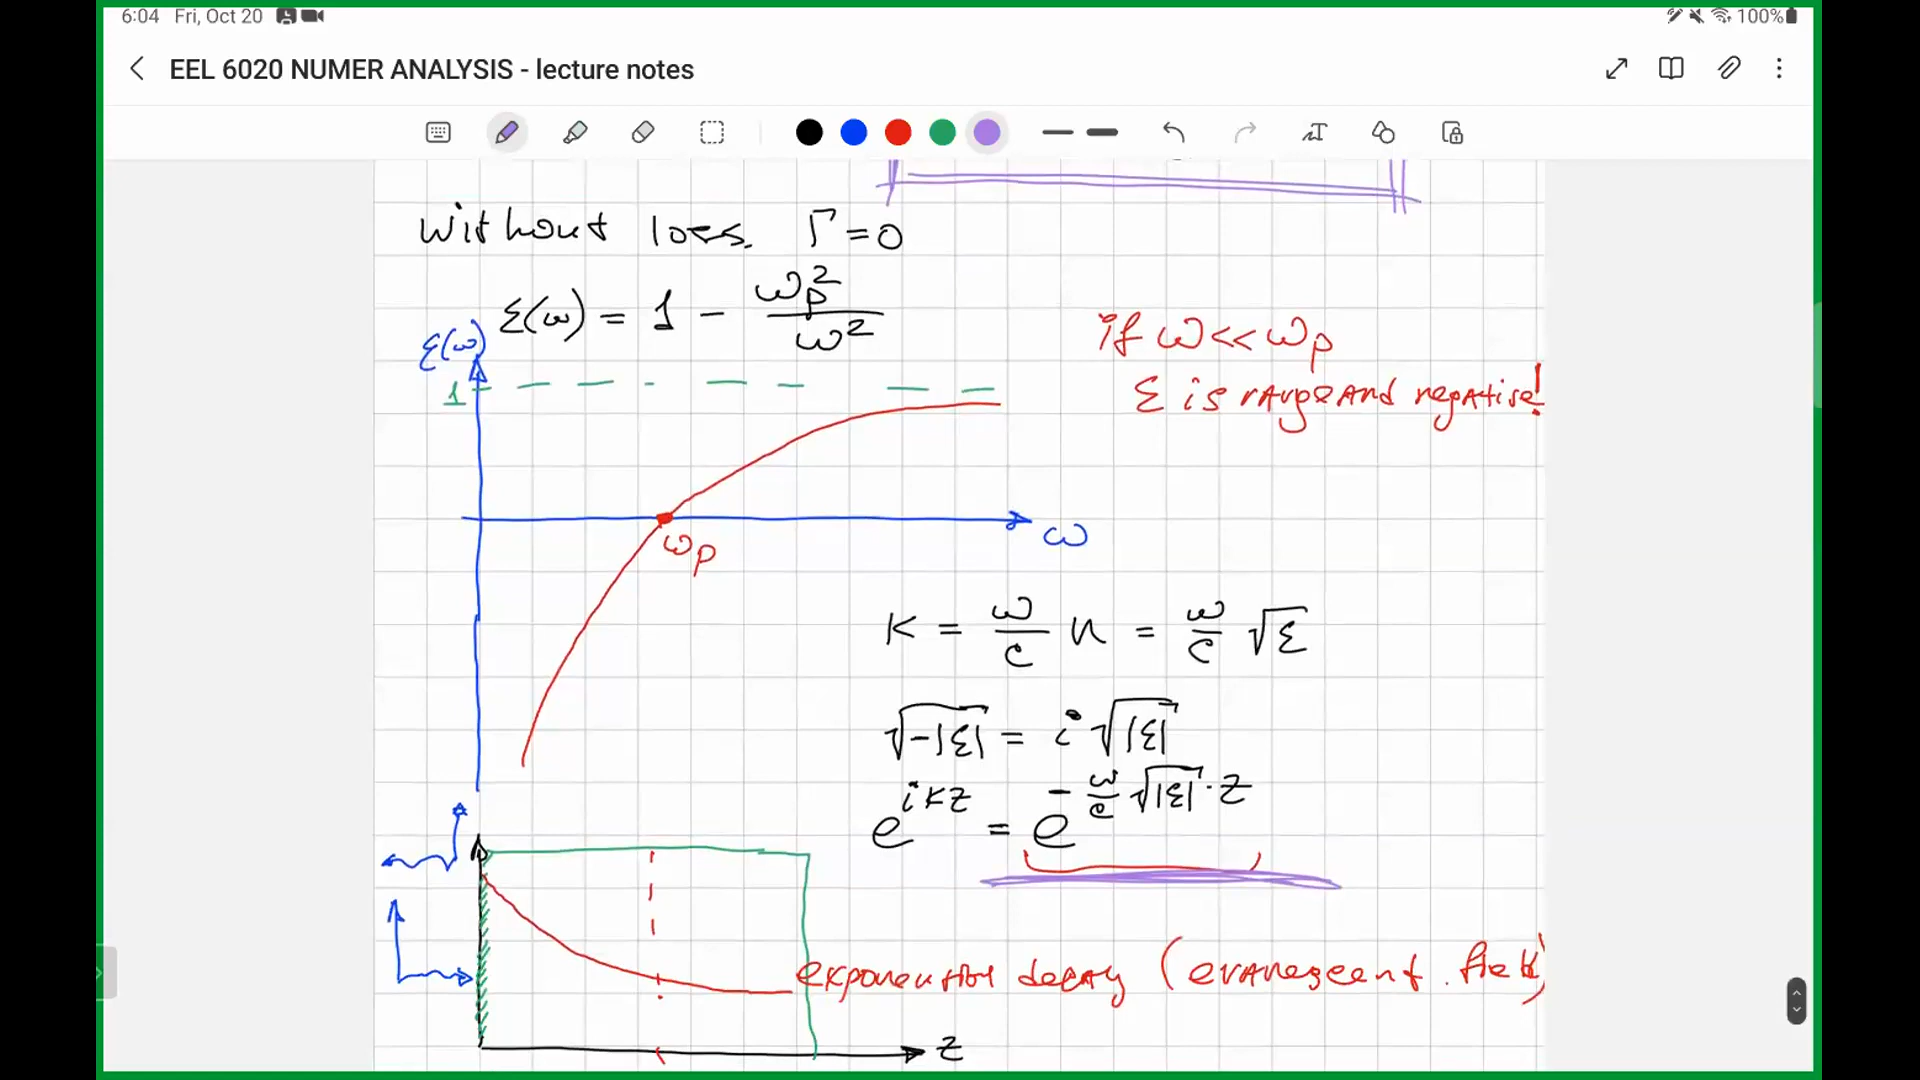 6:04 Fri, Oct 20
100%
EEL 6020 NUMER ANALYSIS - lecture notes
Without loss. Γ = 0
ε(ω) = 1 - ωp² / ω²
ε(ω)
1
if ω << ωp
ε is large and negative!
ω
ωp
K = ω/c n = ω/c √ε
√-|ε| = i √|ε|
e^{ikz} = e^{-ω/c √|ε| · z}
exponential decay (evanescent field)
z